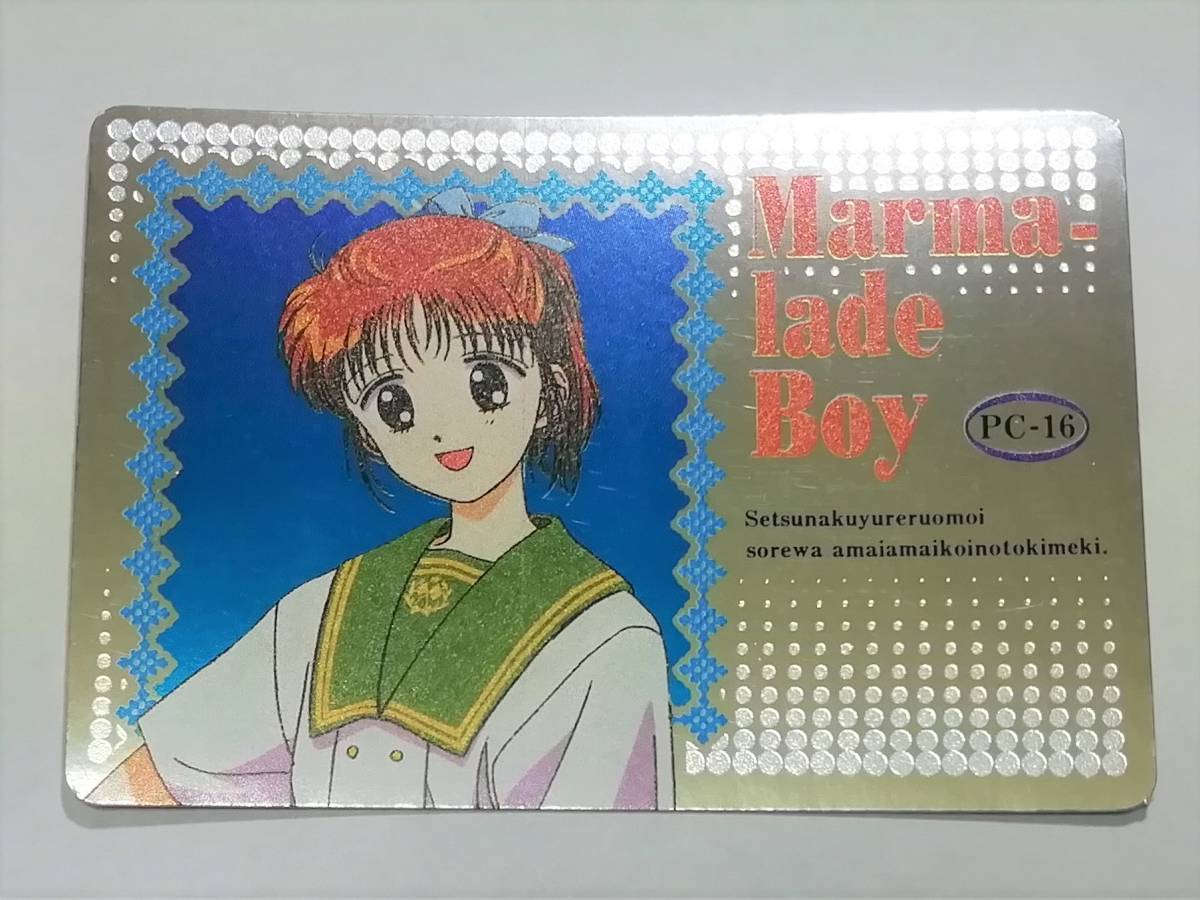 Marma-
lade
Boy
PC-16
Setsunakuyureruomoi
sorewa amaiamaikoinotokimeki.